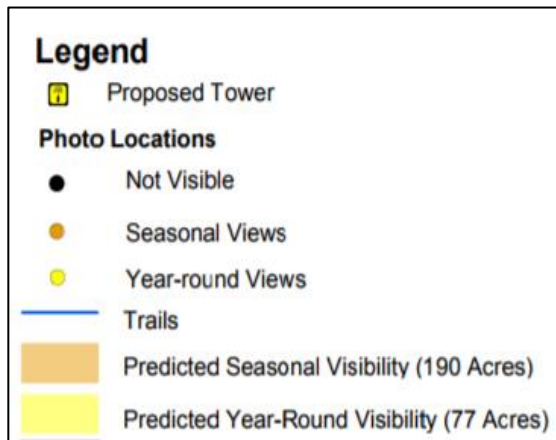 Legend
Proposed Tower
Photo Locations
Not Visible
Seasonal Views
Year-round Views
Trails
Predicted Seasonal Visibility (190 Acres)
Predicted Year-Round Visibility (77 Acres)